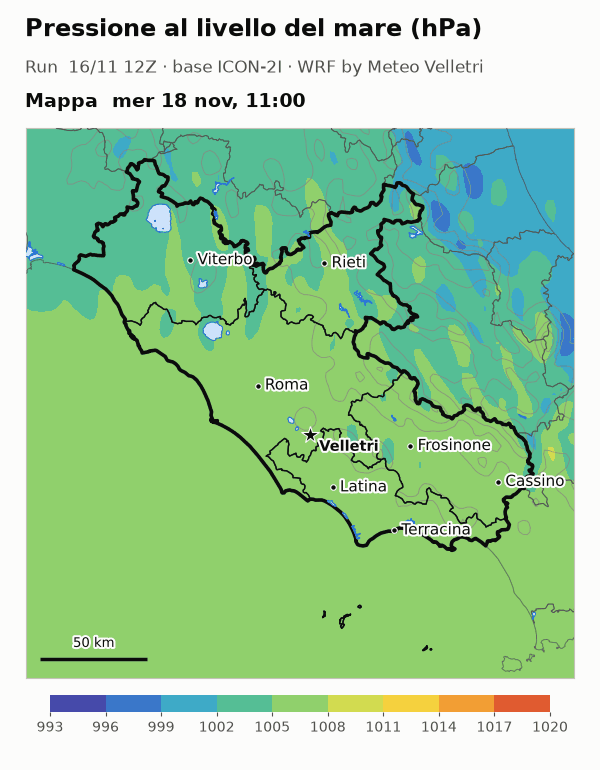 Pressione al livello del mare (hPa)
Run  16/11 12Z · base ICON-2I · WRF by Meteo Velletri
Mappa  mer 18 nov, 11:00
Viterbo
Rieti
Roma
Velletri
Frosinone
Latina
Cassino
Terracina
50 km
993 996 999 1002 1005 1008 1011 1014 1017 1020